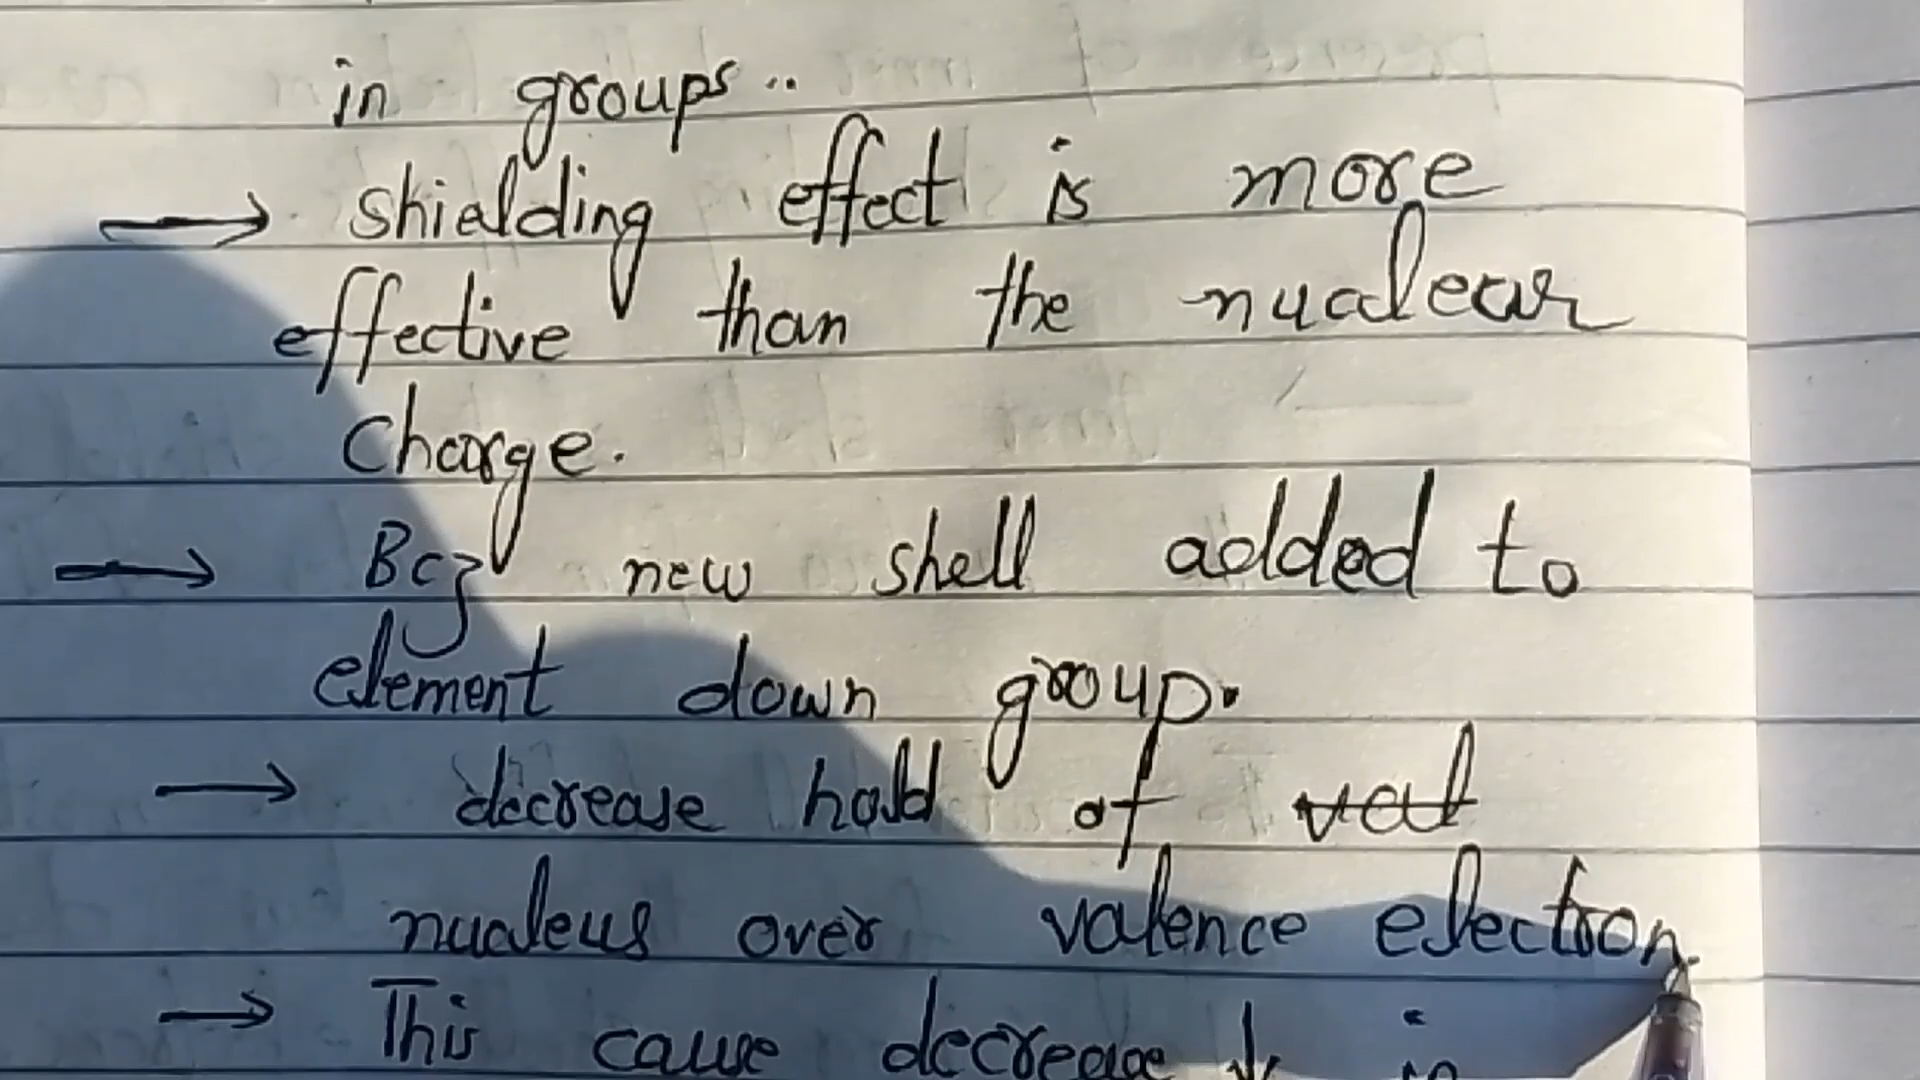 in groups..
→ shielding effect is more
effective than the nuclear
Charge.
→ Bcz new shell added to
element down group.
→ decrease hold of val
nucleus over valence electron
→ This cause decrease ↓ in